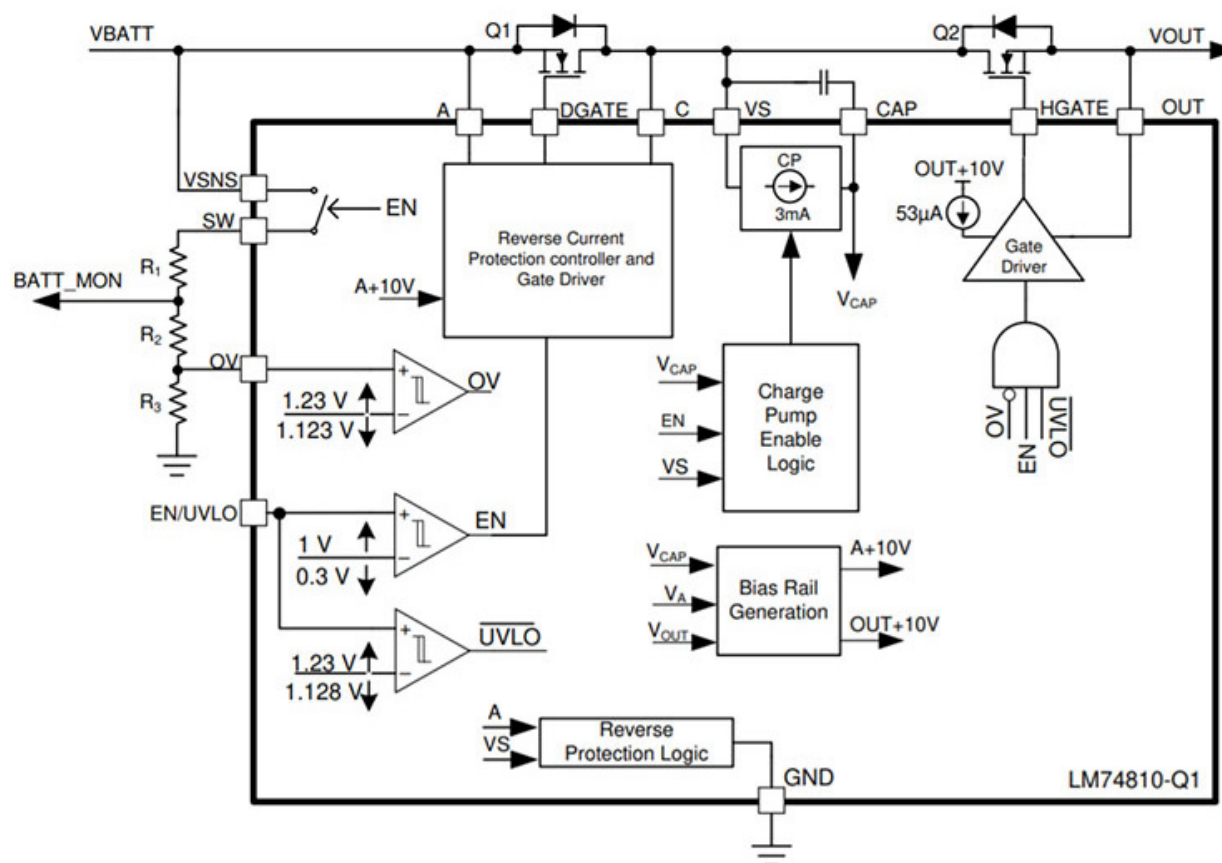 VBATT
Q1
Q2
VOUT
A
DGATE
C
VS
CAP
HGATE
OUT
VSNS
SW
EN
R1
BATT_MON
R2
OV
R3
Reverse Current
Protection controller and
Gate Driver
A+10V
CP
3mA
VCAP
OUT+10V
53µA
Gate
Driver
1.23 V
1.123 V
OV
VCAP
EN
VS
Charge
Pump
Enable
Logic
OV
EN
UVLO
EN/UVLO
1 V
0.3 V
EN
VCAP
VA
VOUT
Bias Rail
Generation
A+10V
OUT+10V
1.23 V
1.128 V
UVLO
A
VS
Reverse
Protection Logic
GND
LM74810-Q1